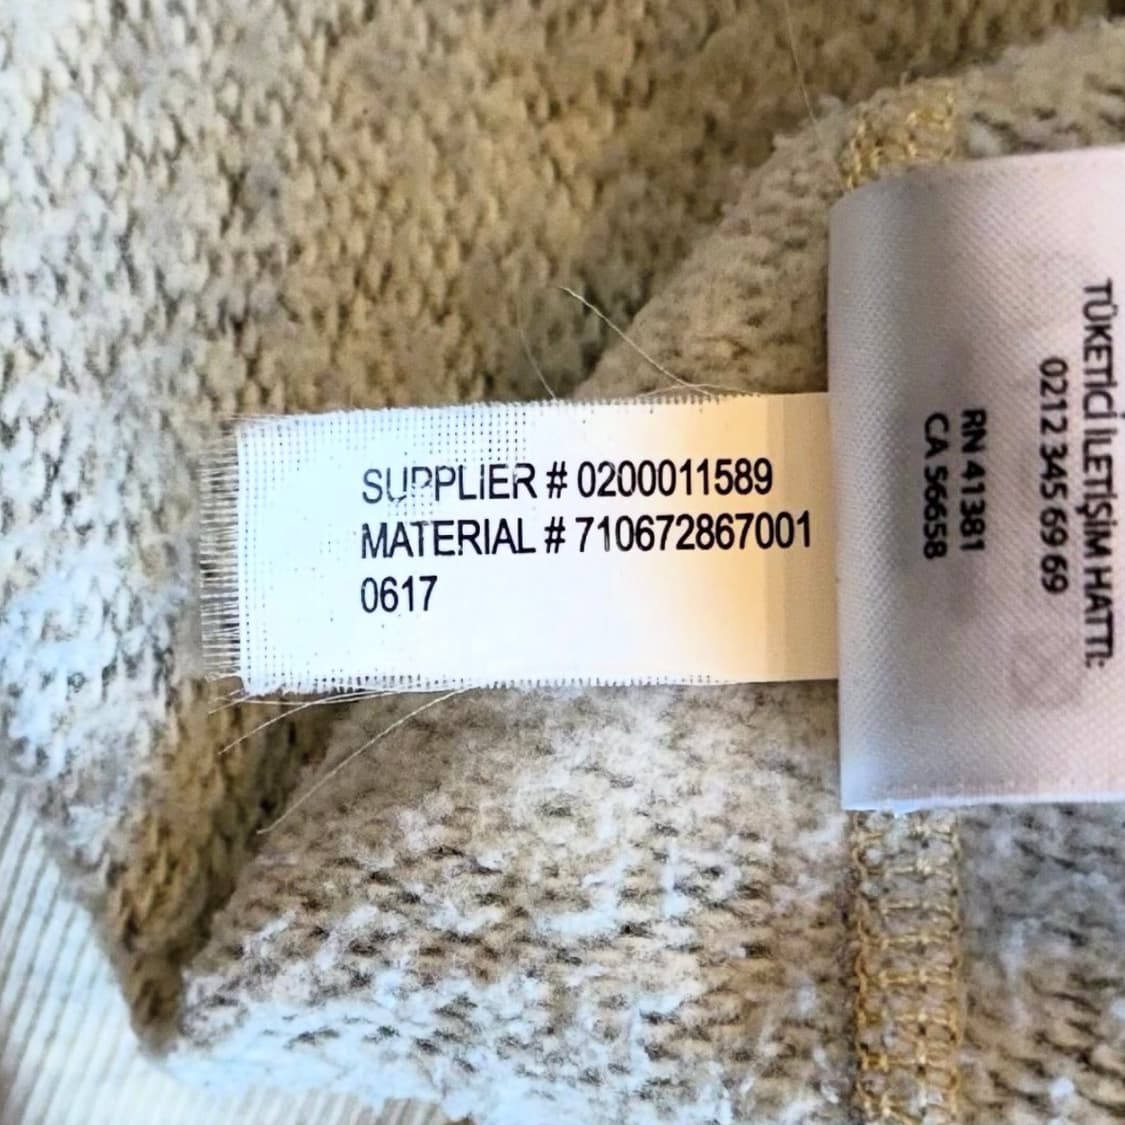 SUPPLIER # 0200011589
MATERIAL # 710672867001
0617
TÜKETİCİ İLETİŞİM HATTI:
0212 345 69 69
RN 41381
CA 56658